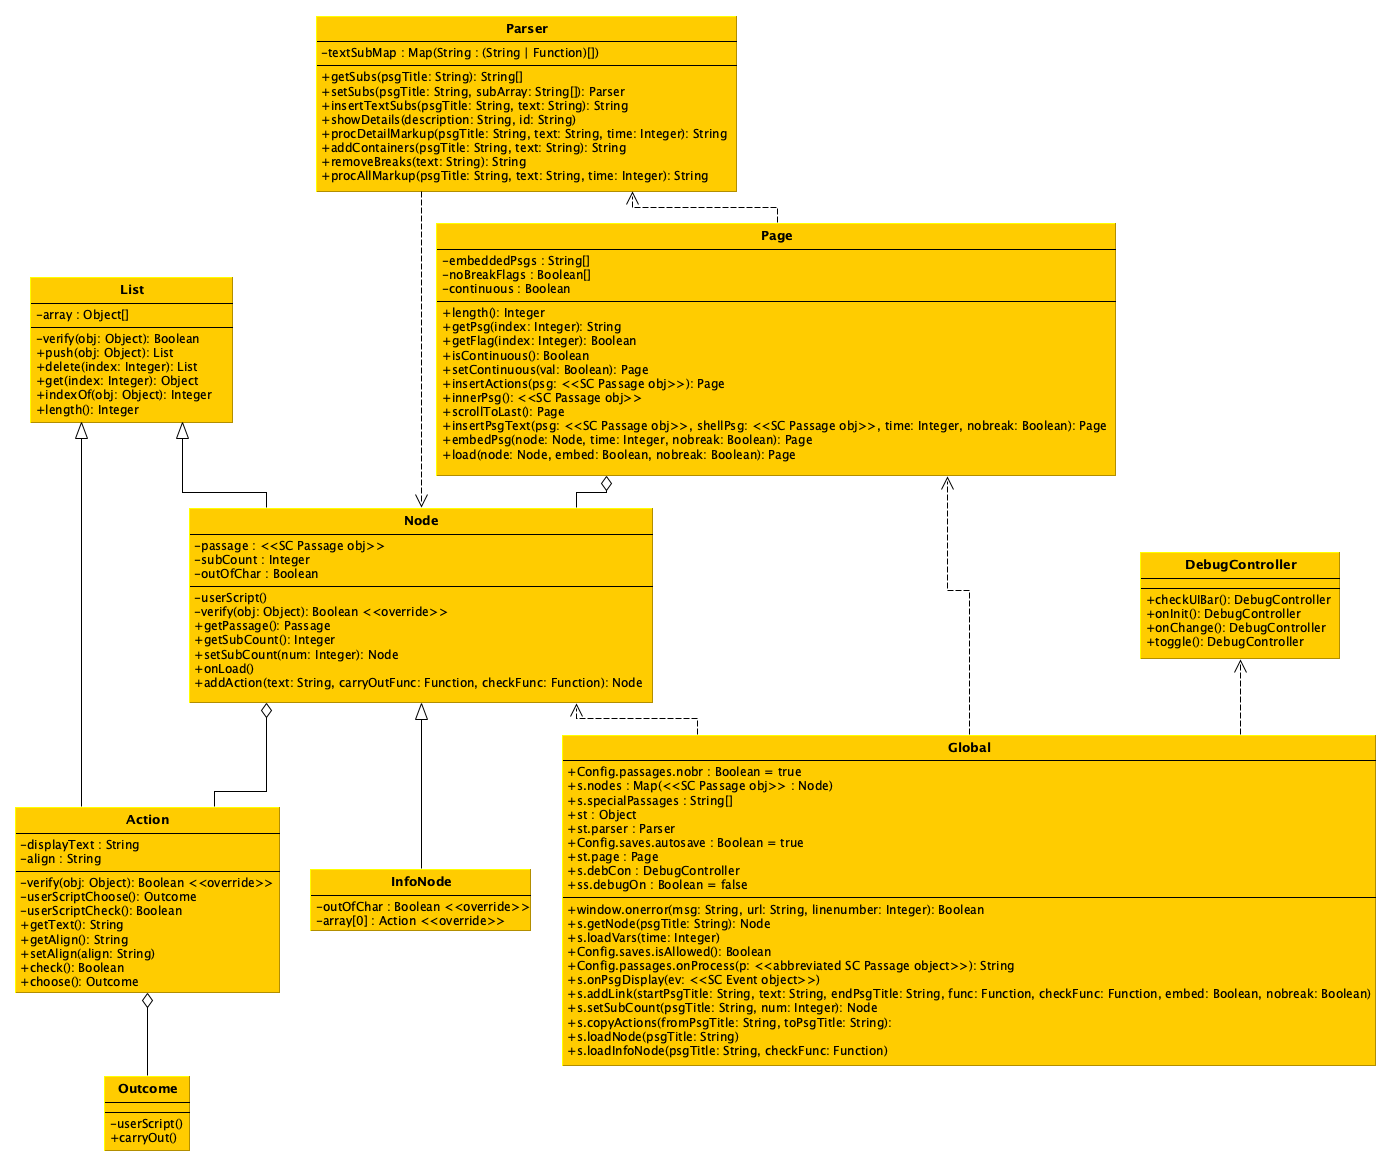 Parser
-textSubMap : Map(String : (String | Function)[])
+getSubs(psgTitle: String): String[]
+setSubs(psgTitle: String, subArray: String[]): Parser
+insertTextSubs(psgTitle: String, text: String): String
+showDetails(description: String, id: String)
+procDetailMarkup(psgTitle: String, text: String, time: Integer): String
+addContainers(psgTitle: String, text: String): String
+removeBreaks(text: String): String
+procAllMarkup(psgTitle: String, text: String, time: Integer): String
Page
-embeddedPsgs : String[]
-noBreakFlags : Boolean[]
-continuous : Boolean
+length(): Integer
+getPsg(index: Integer): String
+getFlag(index: Integer): Boolean
+isContinuous(): Boolean
+setContinuous(val: Boolean): Page
+insertActions(psg: <<SC Passage obj>>): Page
+innerPsg(): <<SC Passage obj>>
+scrollToLast(): Page
+insertPsgText(psg: <<SC Passage obj>>, shellPsg: <<SC Passage obj>>, time: Integer, nobreak: Boolean): Page
+embedPsg(node: Node, time: Integer, nobreak: Boolean): Page
+load(node: Node, embed: Boolean, nobreak: Boolean): Page
List
-array : Object[]
-verify(obj: Object): Boolean
+push(obj: Object): List
+delete(index: Integer): List
+get(index: Integer): Object
+indexOf(obj: Object): Integer
+length(): Integer
Node
-passage : <<SC Passage obj>>
-subCount : Integer
-outOfChar : Boolean
-userScript()
-verify(obj: Object): Boolean <<override>>
+getPassage(): Passage
+getSubCount(): Integer
+setSubCount(num: Integer): Node
+onLoad()
+addAction(text: String, carryOutFunc: Function, checkFunc: Function): Node
DebugController
+checkUIBar(): DebugController
+onInit(): DebugController
+onChange(): DebugController
+toggle(): DebugController
Global
+Config.passages.nobr : Boolean = true
+s.nodes : Map(<<SC Passage obj>> : Node)
+s.specialPassages : String[]
+st : Object
+st.parser : Parser
+Config.saves.autosave : Boolean = true
+st.page : Page
+s.debCon : DebugController
+ss.debugOn : Boolean = false
+window.onerror(msg: String, url: String, linenumber: Integer): Boolean
+s.getNode(psgTitle: String): Node
+s.loadVars(time: Integer)
+Config.saves.isAllowed(): Boolean
+Config.passages.onProcess(p: <<abbreviated SC Passage object>>): String
+s.onPsgDisplay(ev: <<SC Event object>>)
+s.addLink(startPsgTitle: String, text: String, endPsgTitle: String, func: Function, checkFunc: Function, embed: Boolean, nobreak: Boolean)
+s.setSubCount(psgTitle: String, num: Integer): Node
+s.copyActions(fromPsgTitle: String, toPsgTitle: String):
+s.loadNode(psgTitle: String)
+s.loadInfoNode(psgTitle: String, checkFunc: Function)
Action
-displayText : String
-align : String
-verify(obj: Object): Boolean <<override>>
-userScriptChoose(): Outcome
-userScriptCheck(): Boolean
+getText(): String
+getAlign(): String
+setAlign(align: String)
+check(): Boolean
+choose(): Outcome
InfoNode
-outOfChar : Boolean <<override>>
-array[0] : Action <<override>>
Outcome
-userScript()
+carryOut()